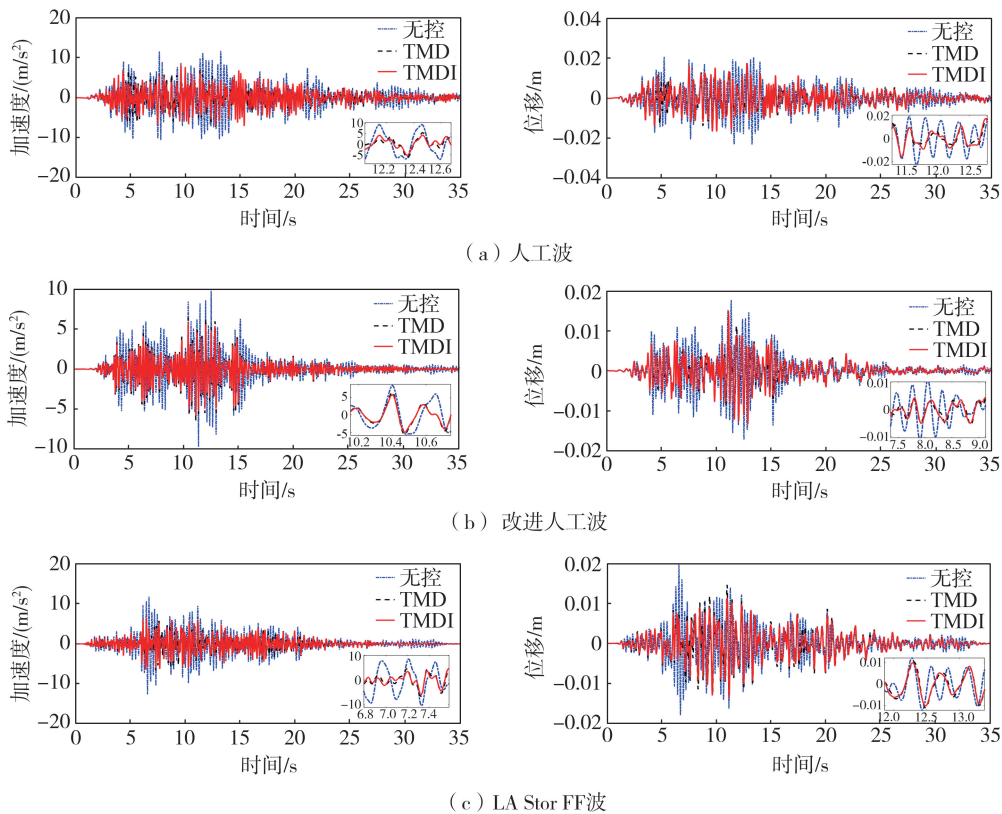 加速度/(m/s²)
20
10
0
−10
−20
无控
TMD
TMDI
10
5
0
-5
12.2 12.4 12.6
0 5 10 15 20 25 30 35
时间/s
位移/m
0.04
0.02
0
−0.02
−0.04
无控
TMD
TMDI
0.02
0
-0.02
11.5 12.0 12.5
0 5 10 15 20 25 30 35
时间/s
（a）人工波
加速度/(m/s²)
10
5
0
−5
−10
无控
TMD
TMDI
10
5
0
-5
10.2 10.4 10.6
0 5 10 15 20 25 30 35
时间/s
位移/m
0.02
0.01
0
−0.01
−0.02
无控
TMD
TMDI
0.01
0
-0.01
7.5 8.0 8.5 9.0
0 5 10 15 20 25 30 35
时间/s
（b）改进人工波
加速度/(m/s²)
20
10
0
−10
−20
无控
TMD
TMDI
10
0
-10
6.8 7.0 7.2 7.4
0 5 10 15 20 25 30 35
时间/s
位移/m
0.02
0.01
0
−0.01
−0.02
无控
TMD
TMDI
0.01
0
-0.01
12.0 12.5 13.0
0 5 10 15 20 25 30 35
时间/s
（c）LA Stor FF波